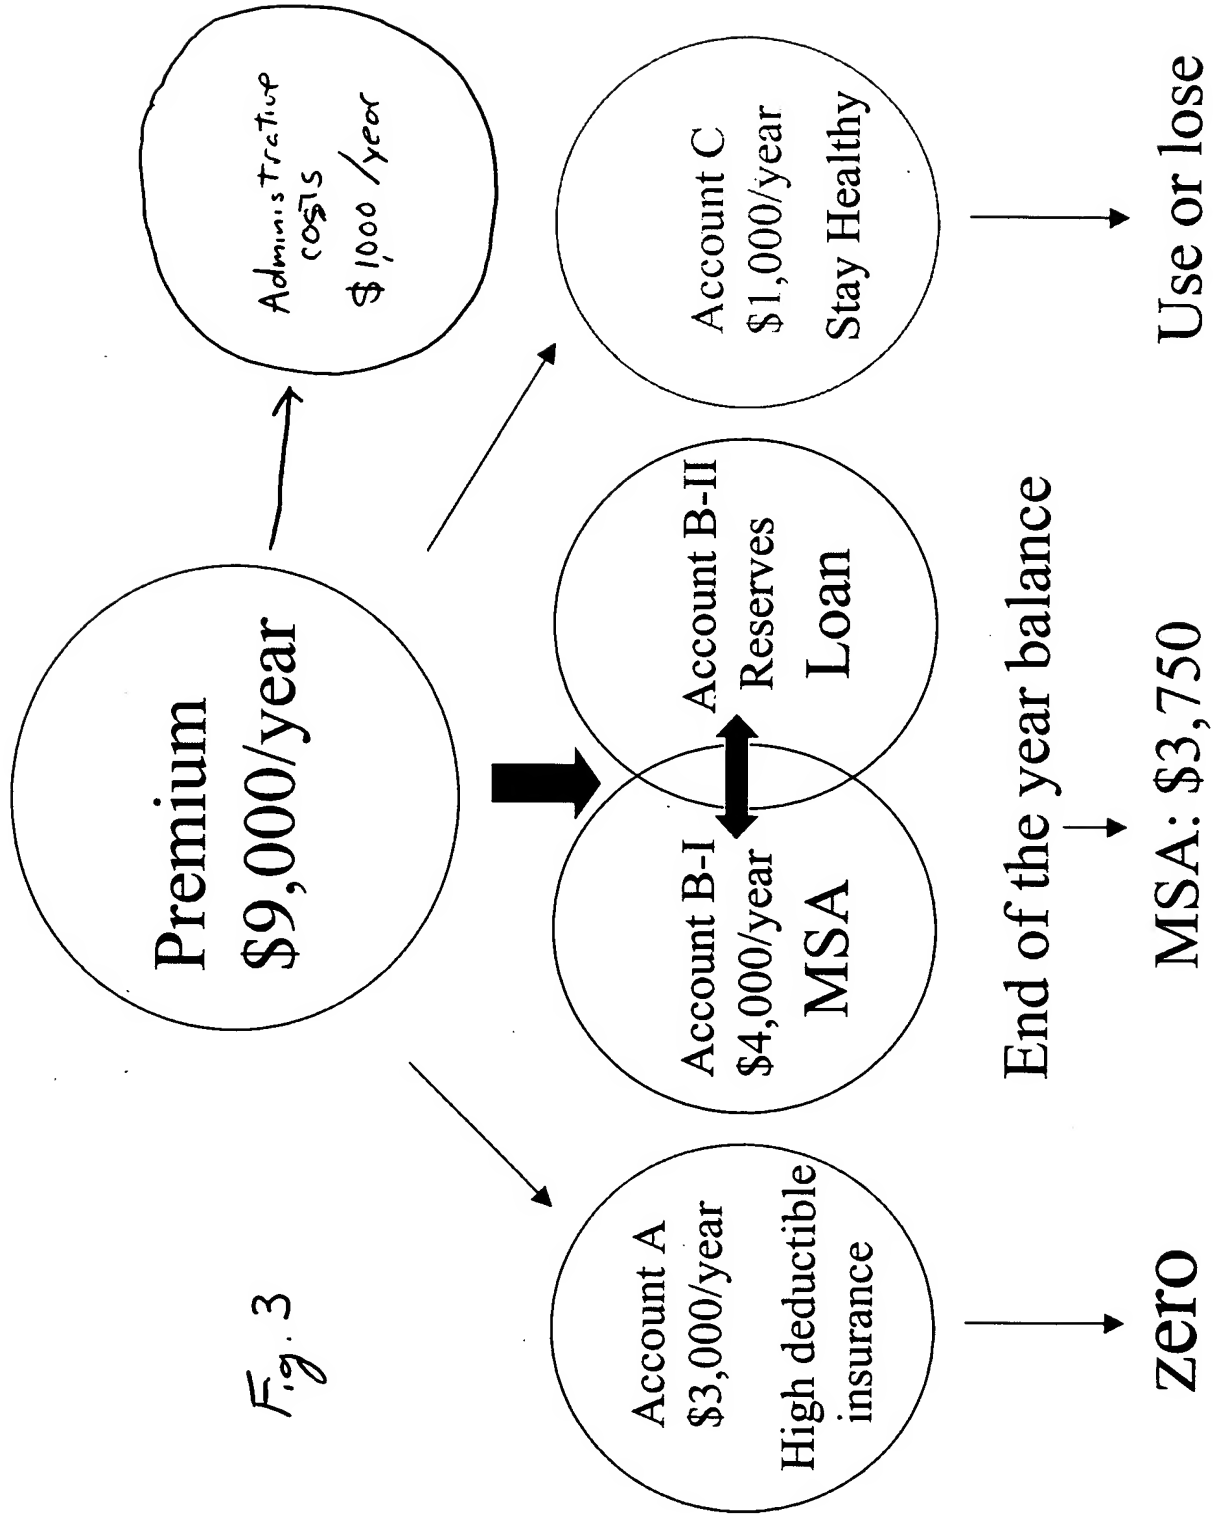 Fig. 3
Premium
$9,000/year
Administrative
costs
$1,000/year
Account A
$3,000/year
High deductible
insurance
Account B-I
$4,000/year
MSA
Account B-II
Reserves
Loan
Account C
$1,000/year
Stay Healthy
End of the year balance
zero
MSA: $3,750
Use or lose